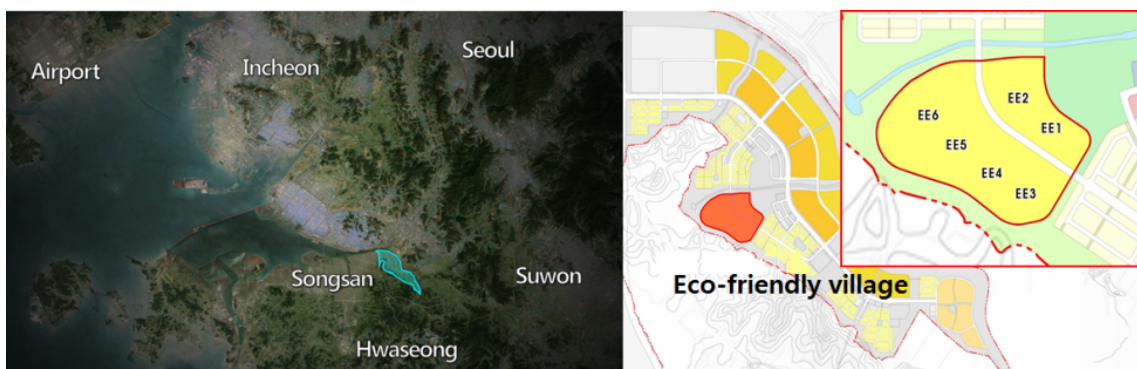 Airport
Incheon
Seoul
Songsan
Suwon
Hwaseong
Eco-friendly village
EE2
EE6
EE1
EE5
EE4
EE3